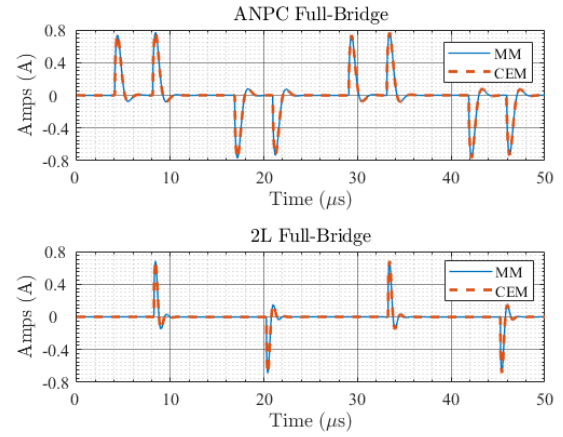 ANPC Full-Bridge
0.8
0.4
0
-0.4
-0.8
Amps (A)
MM
CEM
0 10 20 30 40 50
Time (μs)
2L Full-Bridge
0.8
0.4
0
-0.4
-0.8
Amps (A)
MM
CEM
0 10 20 30 40 50
Time (μs)